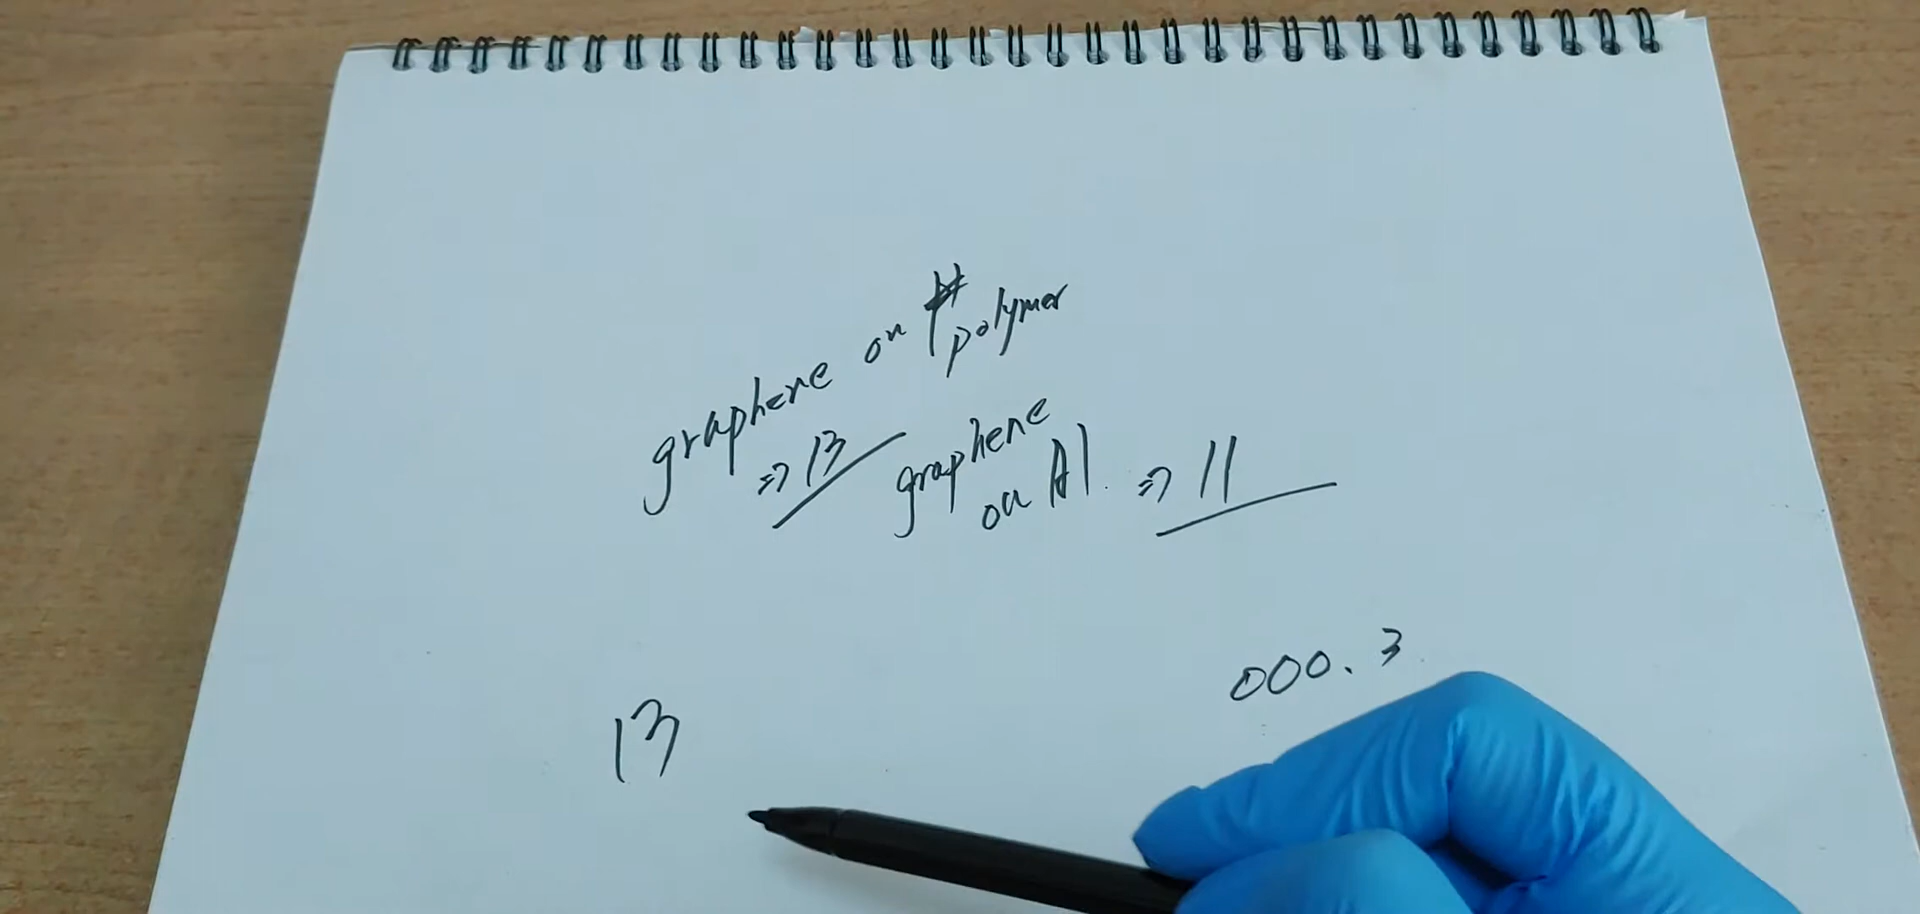 graphene on polymer
=> 13
graphene
on Al. => 11
000.3
13